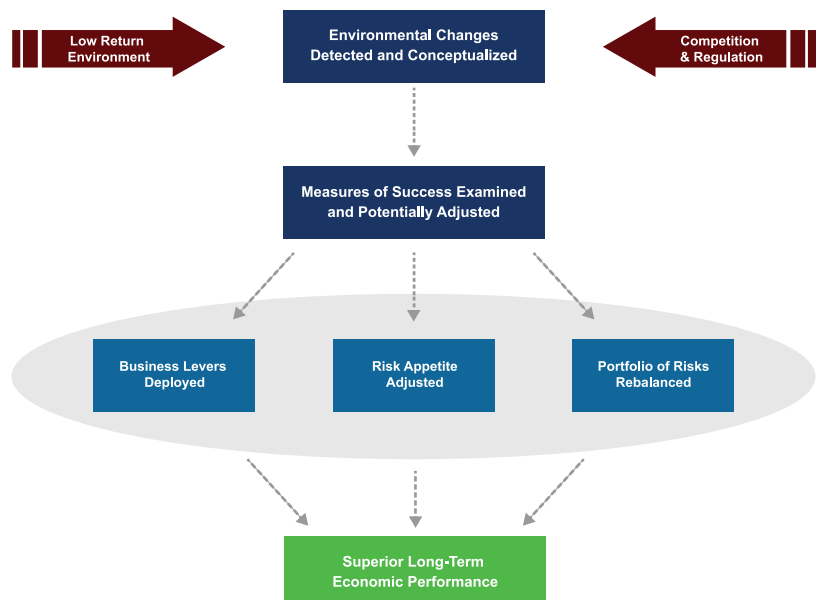 Low Return
Environment
Environmental Changes
Detected and Conceptualized
Competition
& Regulation
Measures of Success Examined
and Potentially Adjusted
Business Levers
Deployed
Risk Appetite
Adjusted
Portfolio of Risks
Rebalanced
Superior Long-Term
Economic Performance